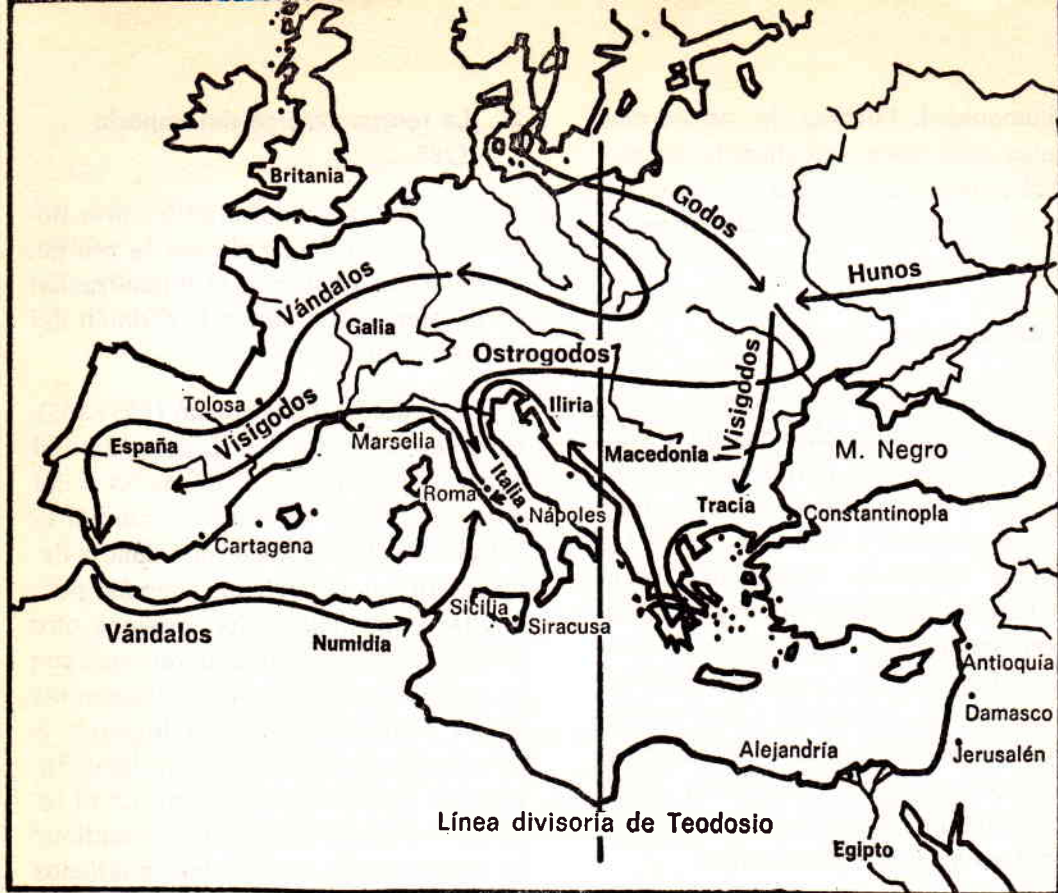 Britania
Godos
Hunos
Vándalos
Galia
Ostrogodos
Visigodos
Iliria
Tolosa
Visigodos
España
Marsella
Italia
Macedonia
M. Negro
Roma
Nápoles
Tracia
Constantinopla
Cartagena
Sicilia
Siracusa
Vándalos
Numidia
Antioquía
Damasco
Jerusalén
Alejandría
Línea divisoria de Teodosio
Egipto